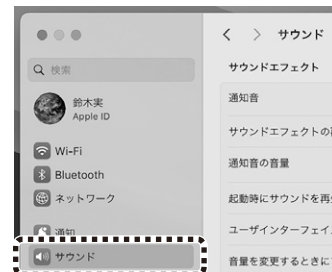 サウンド
検索
サウンドエフェクト
鈴木実
Apple ID
通知音
サウンドエフェクトの
Wi-Fi
通知音の音量
Bluetooth
ネットワーク
起動時にサウンドを再
通知
ユーザインターフェイ
サウンド
音量を変更するときに